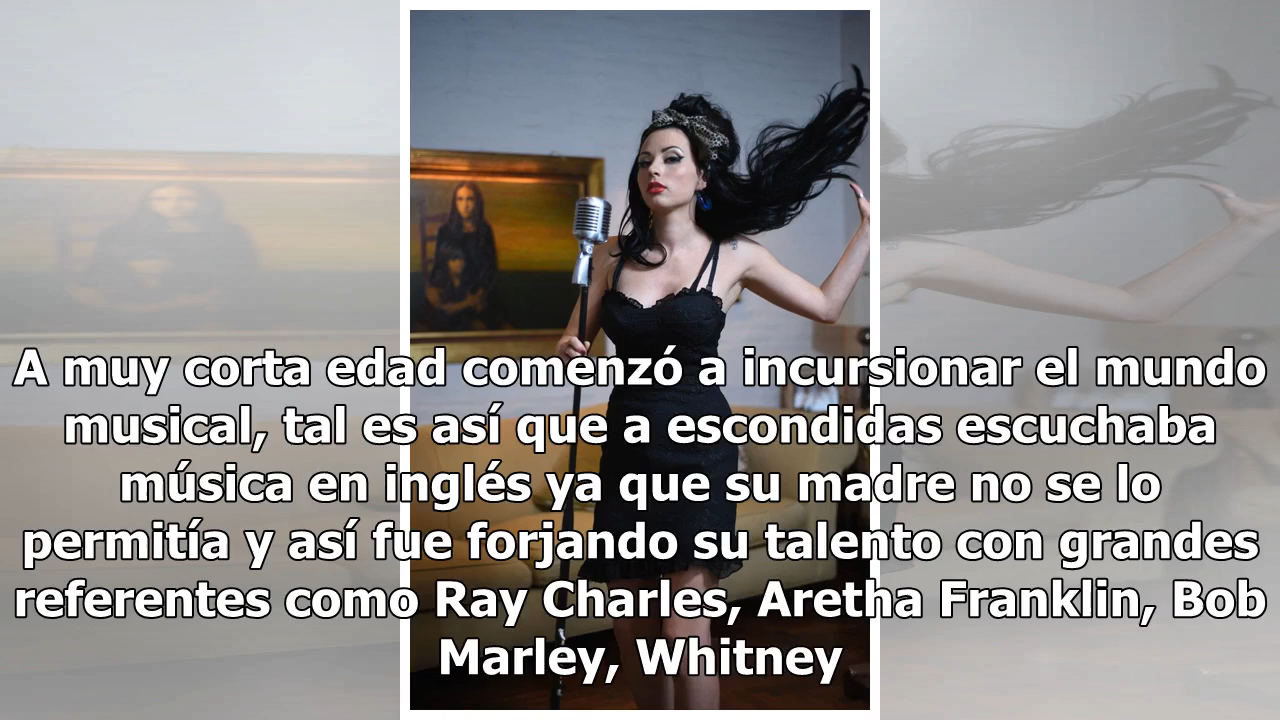 A muy corta edad comenzó a incursionar el mundo
musical, tal es así que a escondidas escuchaba
música en inglés ya que su madre no se lo
permitía y así fue forjando su talento con grandes
referentes como Ray Charles, Aretha Franklin, Bob
Marley, Whitney